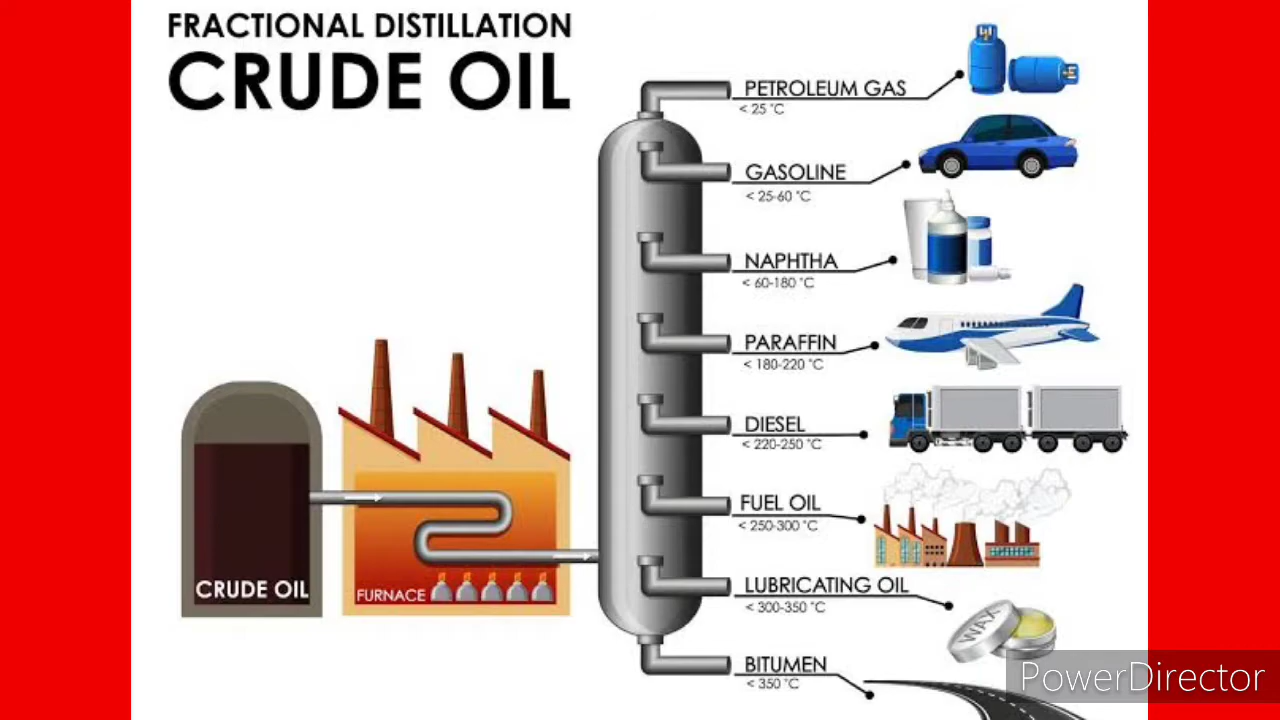 FRACTIONAL DISTILLATION
CRUDE OIL
PETROLEUM GAS
< 25 °C
GASOLINE
< 25-60 °C
NAPHTHA
< 60-180 °C
PARAFFIN
< 180-220 °C
DIESEL
< 220-250 °C
FUEL OIL
< 250-300 °C
LUBRICATING OIL
< 300-350 °C
BITUMEN
< 350 °C
CRUDE OIL
FURNACE
WAX
PowerDirector